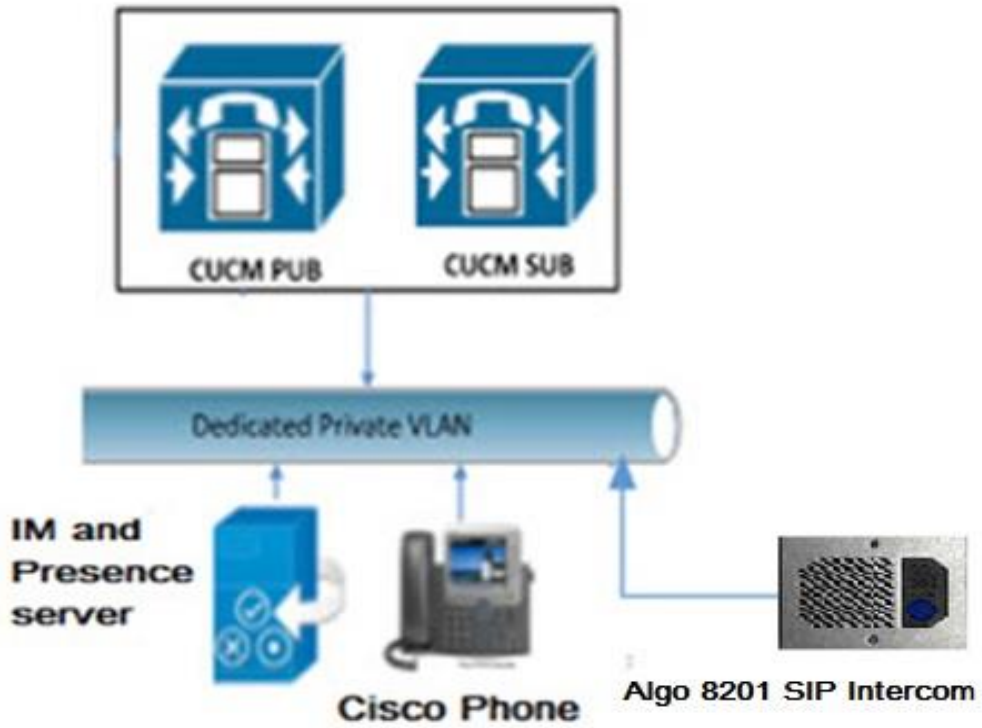 CUCM PUB
CUCM SUB
Dedicated Private VLAN
IM and
Presence
server
Cisco Phone
Algo 8201 SIP Intercom